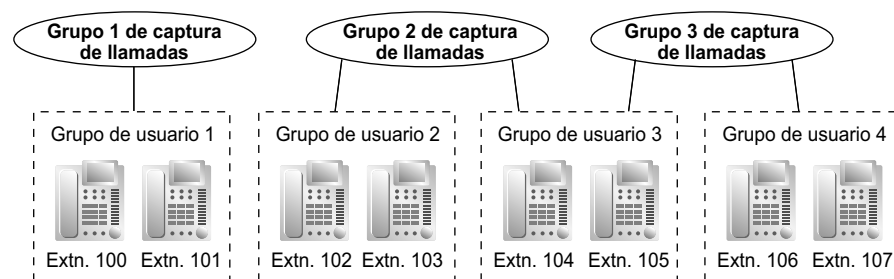 Grupo 1 de captura
de llamadas
Grupo 2 de captura
de llamadas
Grupo 3 de captura
de llamadas
Grupo de usuario 1
Grupo de usuario 2
Grupo de usuario 3
Grupo de usuario 4
Extn. 100 Extn. 101
Extn. 102 Extn. 103
Extn. 104 Extn. 105
Extn. 106 Extn. 107